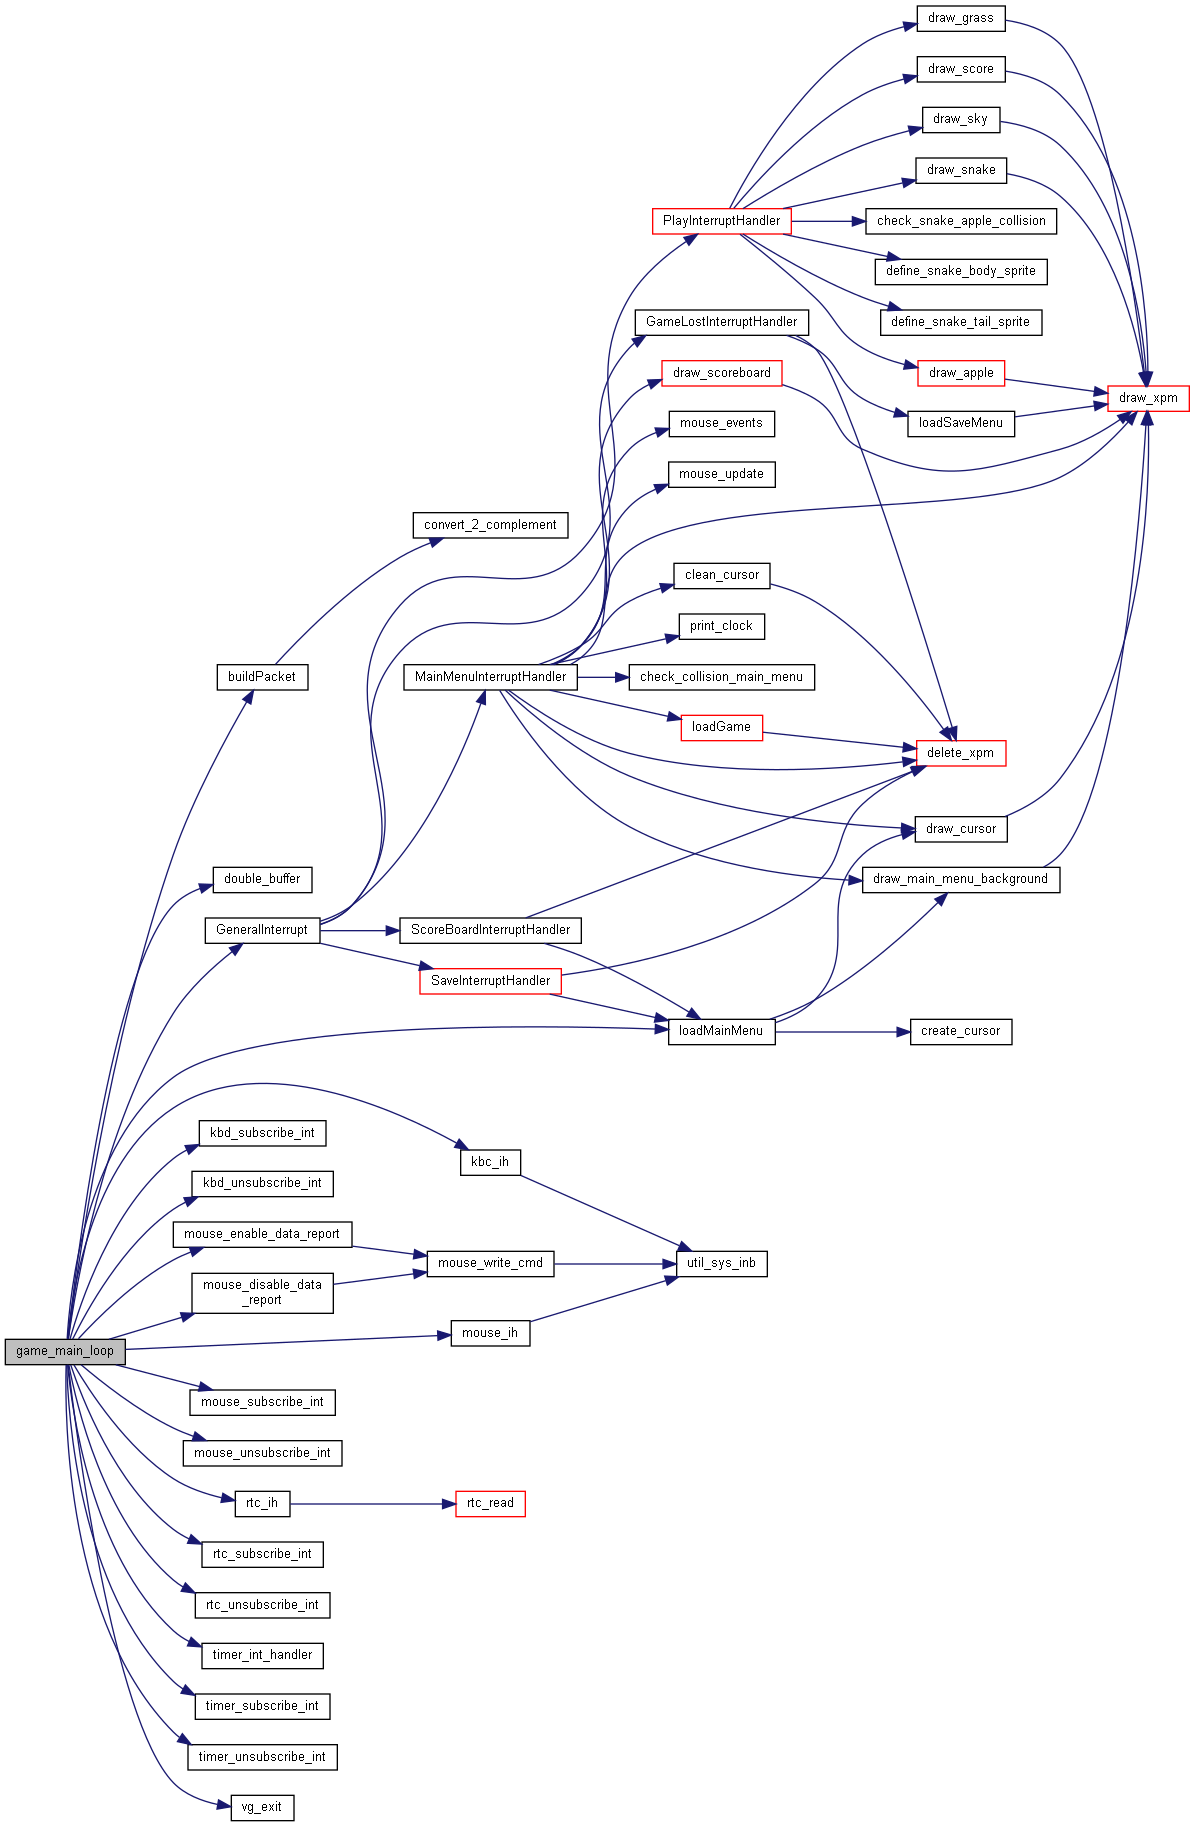 draw_grass
draw_score
draw_sky
draw_snake
PlayInterruptHandler
check_snake_apple_collision
define_snake_body_sprite
GameLostInterruptHandler
define_snake_tail_sprite
draw_scoreboard
draw_apple
draw_xpm
mouse_events
loadSaveMenu
mouse_update
convert_2_complement
clean_cursor
print_clock
buildPacket
MainMenuInterruptHandler
check_collision_main_menu
loadGame
delete_xpm
draw_cursor
double_buffer
draw_main_menu_background
GeneralInterrupt
ScoreBoardInterruptHandler
SaveInterruptHandler
loadMainMenu
create_cursor
kbd_subscribe_int
kbc_ih
kbd_unsubscribe_int
mouse_enable_data_report
mouse_write_cmd
util_sys_inb
mouse_disable_data
_report
mouse_ih
game_main_loop
mouse_subscribe_int
mouse_unsubscribe_int
rtc_ih
rtc_read
rtc_subscribe_int
rtc_unsubscribe_int
timer_int_handler
timer_subscribe_int
timer_unsubscribe_int
vg_exit